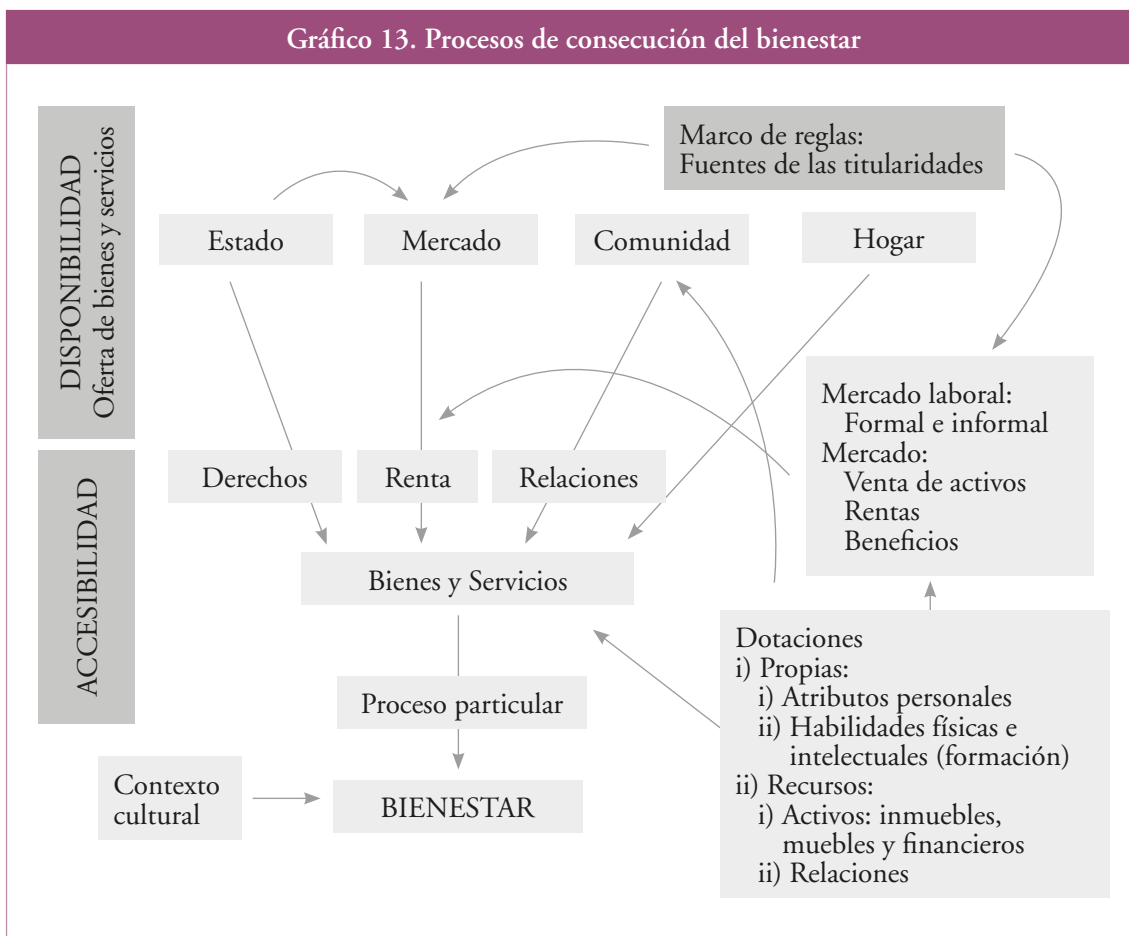 Gráfico 13. Procesos de consecución del bienestar
DISPONIBILIDAD
Oferta de bienes y servicios
Marco de reglas:
Fuentes de las titularidades
Estado
Mercado
Comunidad
Hogar
Mercado laboral:
Formal e informal
Mercado:
Venta de activos
Rentas
Beneficios
ACCESIBILIDAD
Derechos
Renta
Relaciones
Bienes y Servicios
Dotaciones
i) Propias:
i) Atributos personales
ii) Habilidades físicas e
intelectuales (formación)
ii) Recursos:
i) Activos: inmuebles,
muebles y financieros
ii) Relaciones
Proceso particular
Contexto
cultural
BIENESTAR